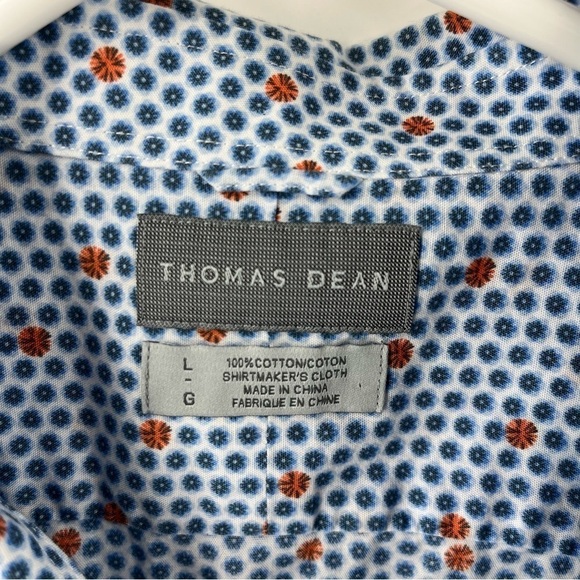 THOMAS DEAN
L
-
G
100%COTTON/COTON
SHIRTMAKER'S CLOTH
MADE IN CHINA
FABRIQUE EN CHINE